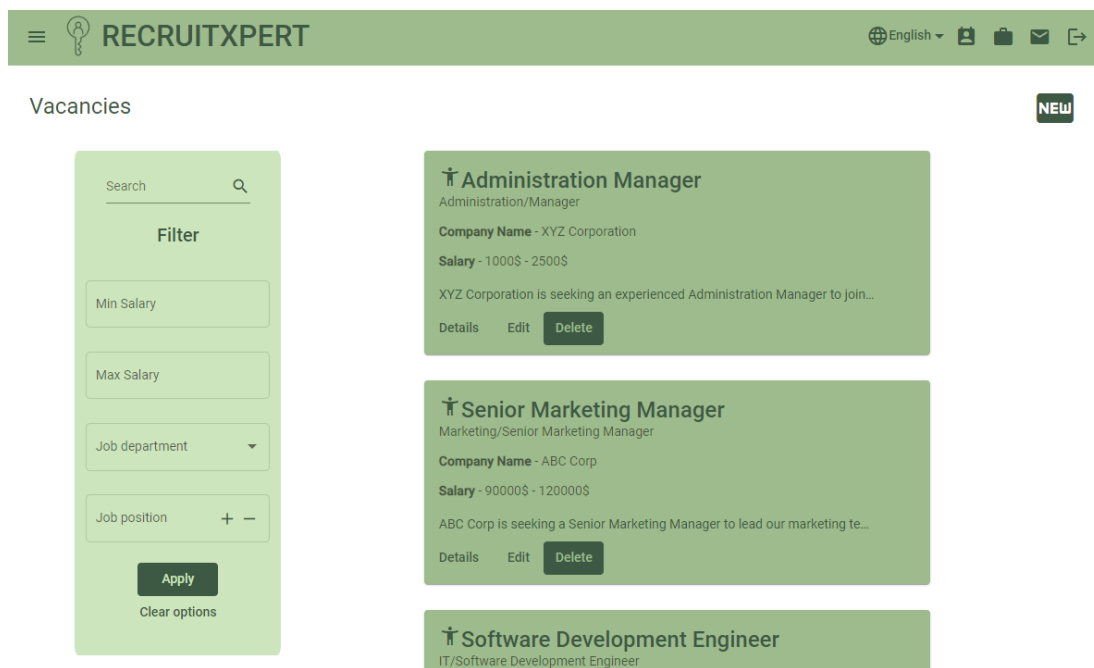 RECRUITXPERT
English
Vacancies
NEW
Search
Filter
Min Salary
Max Salary
Job department
Job position
Apply
Clear options
Administration Manager
Administration/Manager
Company Name - XYZ Corporation
Salary - 1000$ - 2500$
XYZ Corporation is seeking an experienced Administration Manager to join...
Details Edit Delete
Senior Marketing Manager
Marketing/Senior Marketing Manager
Company Name - ABC Corp
Salary - 90000$ - 120000$
ABC Corp is seeking a Senior Marketing Manager to lead our marketing te...
Details Edit Delete
Software Development Engineer
IT/Software Development Engineer